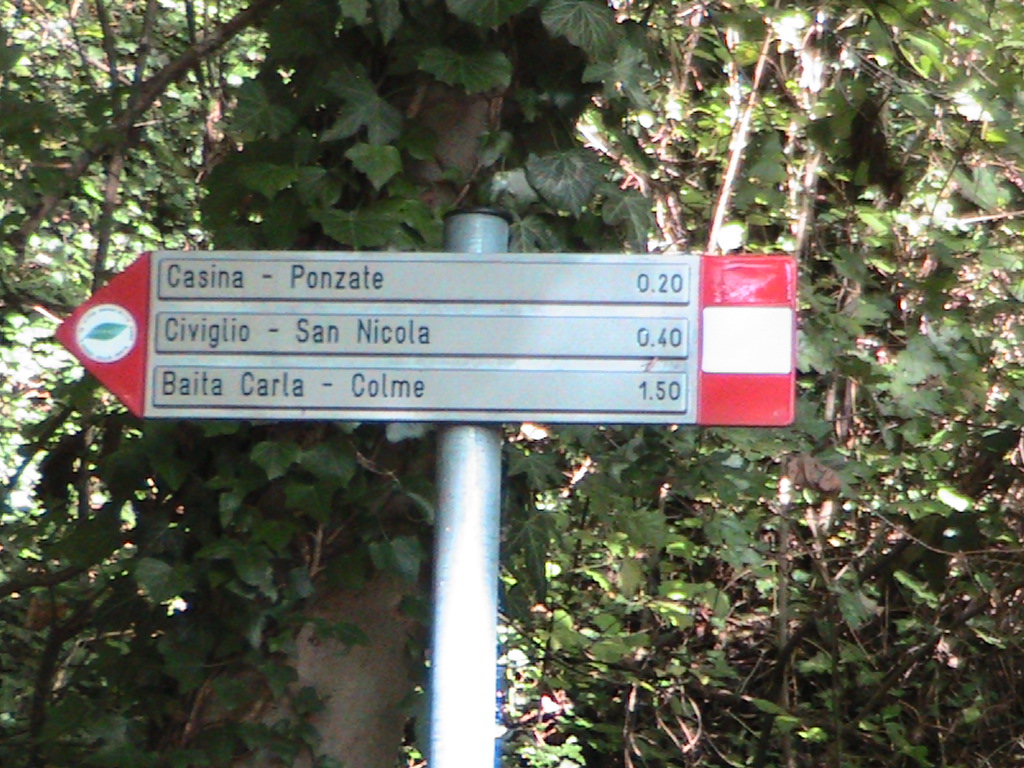 Casina - Ponzate 0.20
Civiglio - San Nicola 0.40
Baita Carla - Colme 1.50